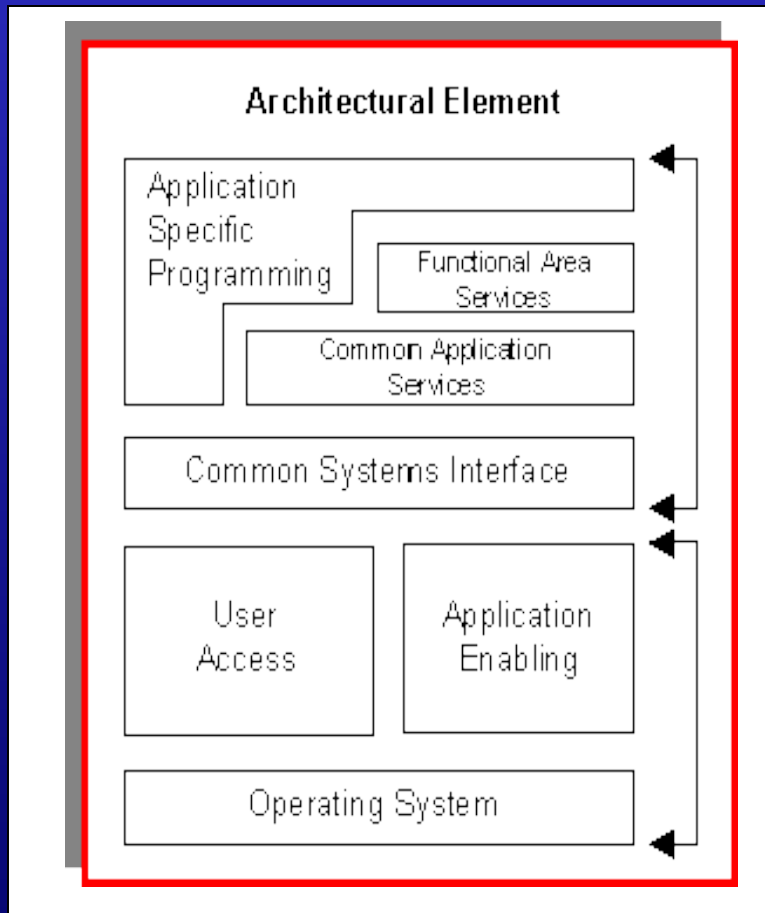 Architectural Element
Application
Specific
Programming
Functional Area
Services
Common Application
Services
Common Systems Interface
User
Access
Application
Enabling
Operating System